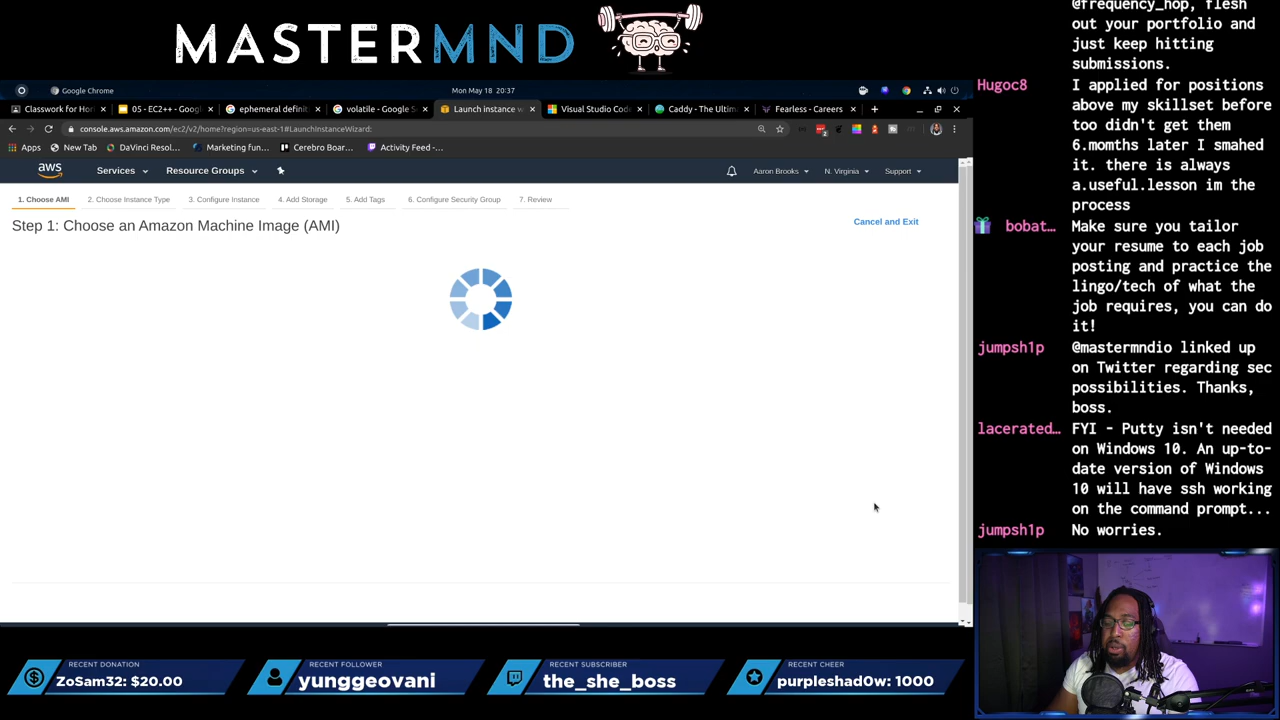 MASTERMND
Google Chrome
Mon May 18 20:37
Classwork for Hori
05 - EC2++ - Goog
ephemeral definit
volatile - Google S
Launch instance w
Visual Studio Cod
Caddy - The Ultim
Fearless - Careers
console.aws.amazon.com/ec2/v2/home?region=us-east-1#LaunchInstanceWizard:
Apps
New Tab
DaVinci Resol...
Marketing fun...
Cerebro Boar...
Activity Feed -...
aws
Services
Resource Groups
Aaron Brooks
N. Virginia
Support
1. Choose AMI
2. Choose Instance Type
3. Configure Instance
4. Add Storage
5. Add Tags
6. Configure Security Group
7. Review
Step 1: Choose an Amazon Machine Image (AMI)
Cancel and Exit
@frequency_hop, flesh
out your portfolio and
just keep hitting
submissions.
Hugoc8 I applied for positions
above my skillset before
too didn't get them
6.momths later I smahed
it. there is always
a.useful.lesson im the
process
bobat… Make sure you tailor
your resume to each job
posting and practice the
lingo/tech of what the
job requires, you can do
it!
jumpsh1p @mastermndio linked up
on Twitter regarding sec
possibilities. Thanks,
boss.
lacerated… FYI - Putty isn't needed
on Windows 10. An up-to-
date version of Windows
10 will have ssh working
on the command prompt...
jumpsh1p No worries.
RECENT DONATION
ZoSam32: $20.00
RECENT FOLLOWER
yunggeovani
RECENT SUBSCRIBER
the_she_boss
RECENT CHEER
purpleshad0w: 1000